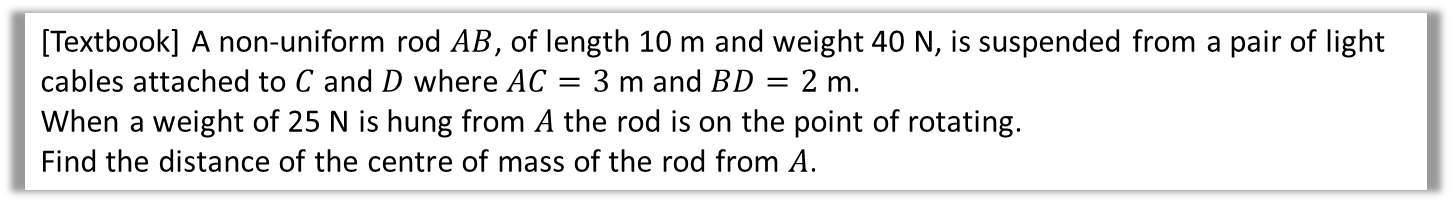 [Textbook] A non-uniform rod AB, of length 10 m and weight 40 N, is suspended from a pair of light
cables attached to C and D where AC = 3 m and BD = 2 m.
When a weight of 25 N is hung from A the rod is on the point of rotating.
Find the distance of the centre of mass of the rod from A.